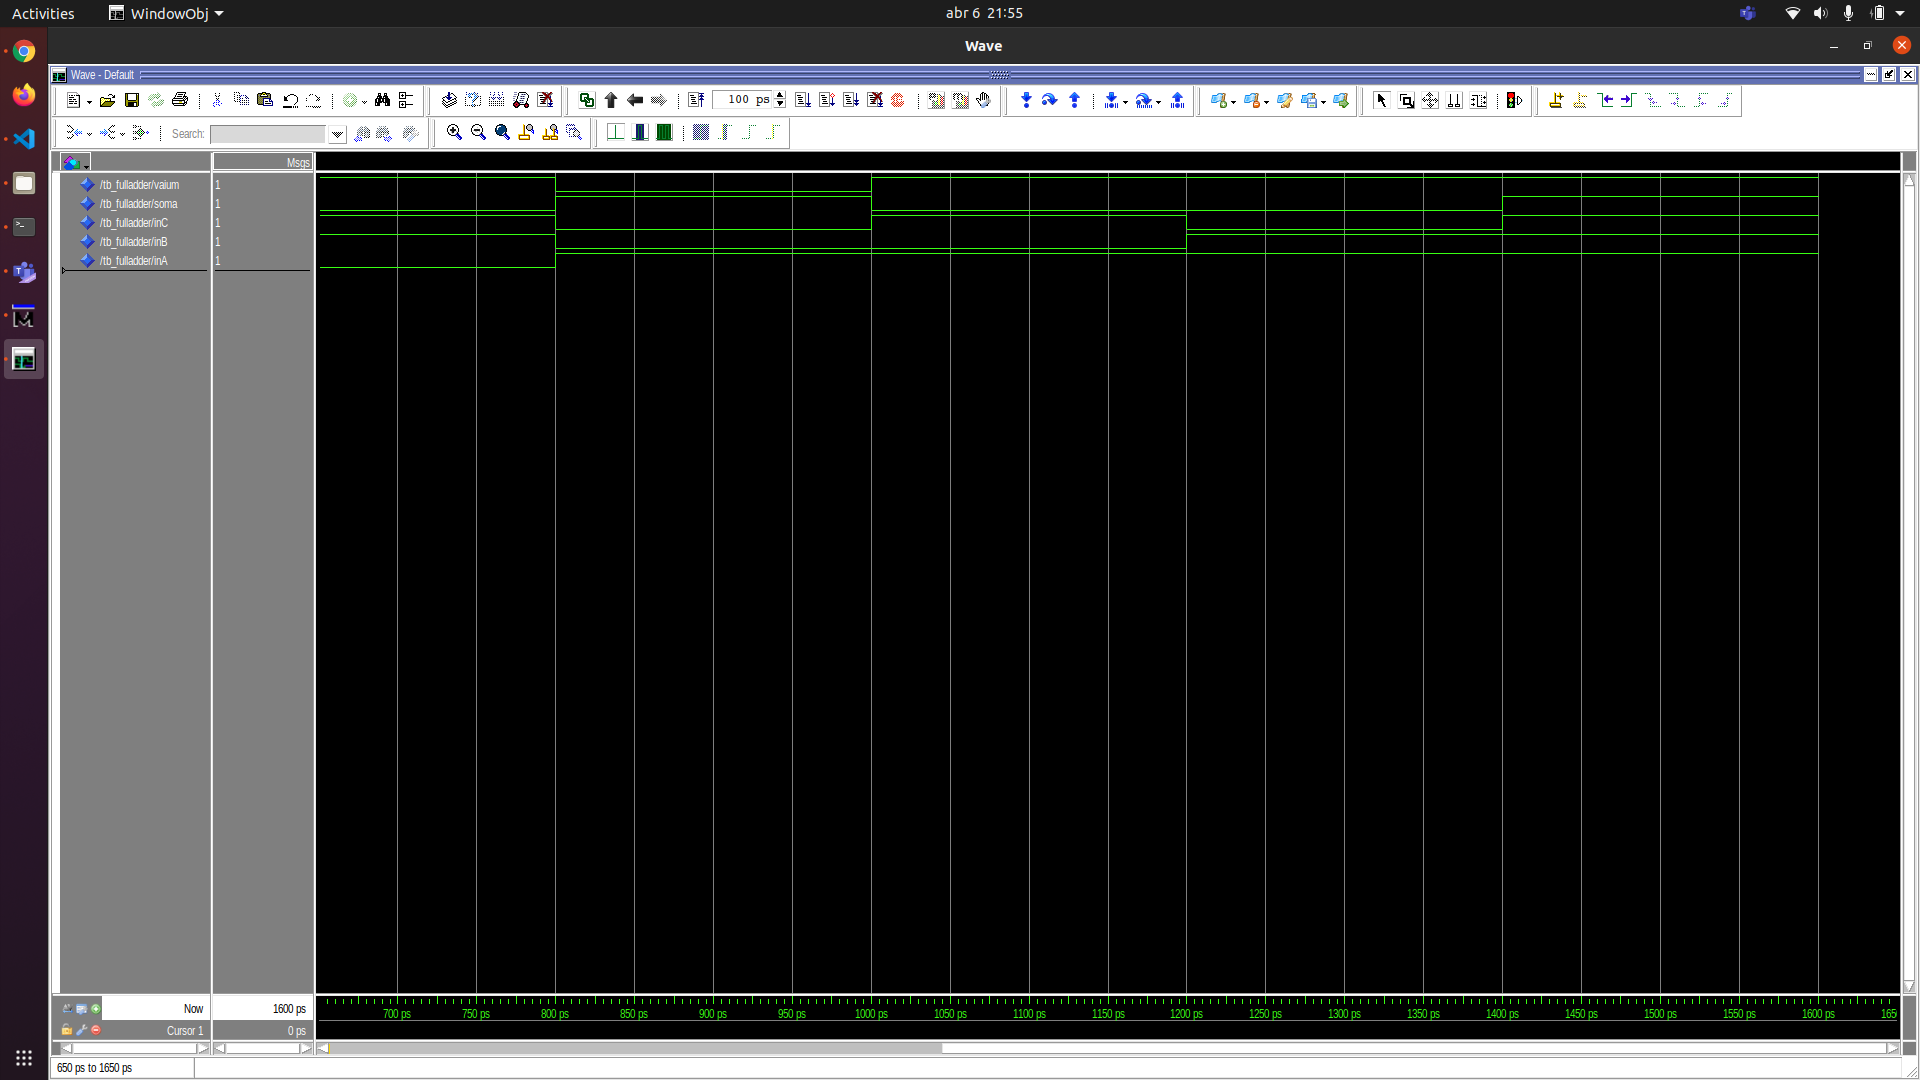 Activities WindowObj abr 6 21:55
Wave
Wave - Default
100 ps
Search:
Msgs
/tb_fulladder/vaium 1
/tb_fulladder/soma 1
/tb_fulladder/inC 1
/tb_fulladder/inB 1
/tb_fulladder/inA 1
Now 1600 ps
700 ps 750 ps 800 ps 850 ps 900 ps 950 ps 1000 ps 1050 ps 1100 ps 1150 ps 1200 ps 1250 ps 1300 ps 1350 ps 1400 ps 1450 ps 1500 ps 1550 ps 1600 ps 165
Cursor 1 0 ps
650 ps to 1650 ps